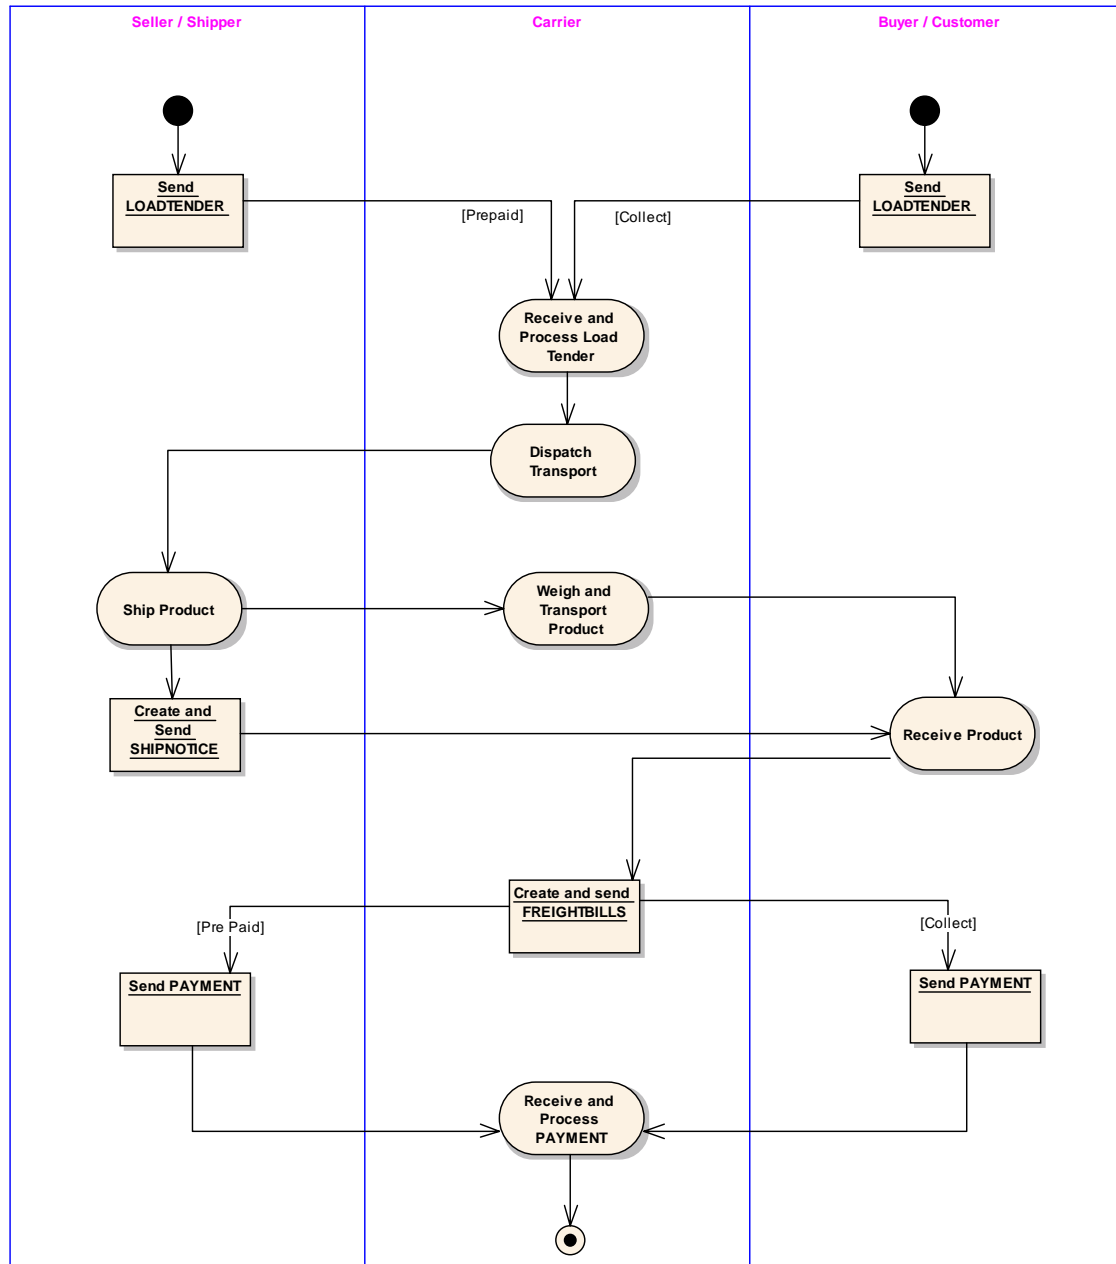 Seller / Shipper
Carrier
Buyer / Customer
Send
LOADTENDER
Send
LOADTENDER
[Prepaid]
[Collect]
Receive and
Process Load
Tender
Dispatch
Transport
Ship Product
Weigh and
Transport
Product
Create and
Send
SHIPNOTICE
Receive Product
Create and send
FREIGHTBILLS
[Pre Paid]
[Collect]
Send PAYMENT
Send PAYMENT
Receive and
Process
PAYMENT